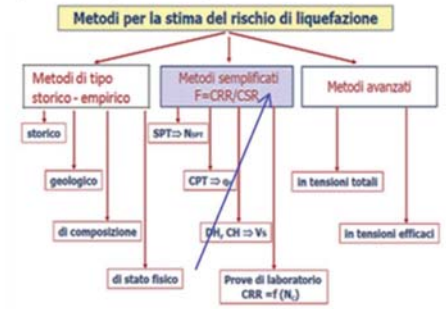 Metodi per la stima del rischio di liquefazione
Metodi di tipo
storico - empirico
Metodi semplificati
F=CRR/CSR
Metodi avanzati
storico
SPT⇒ NSPT
geologico
CPT ⇒
in tensioni totali
di composizione
DH, CH ⇒ VS
in tensioni efficaci
di stato fisico
Prove di laboratorio
CRR =f (NC)